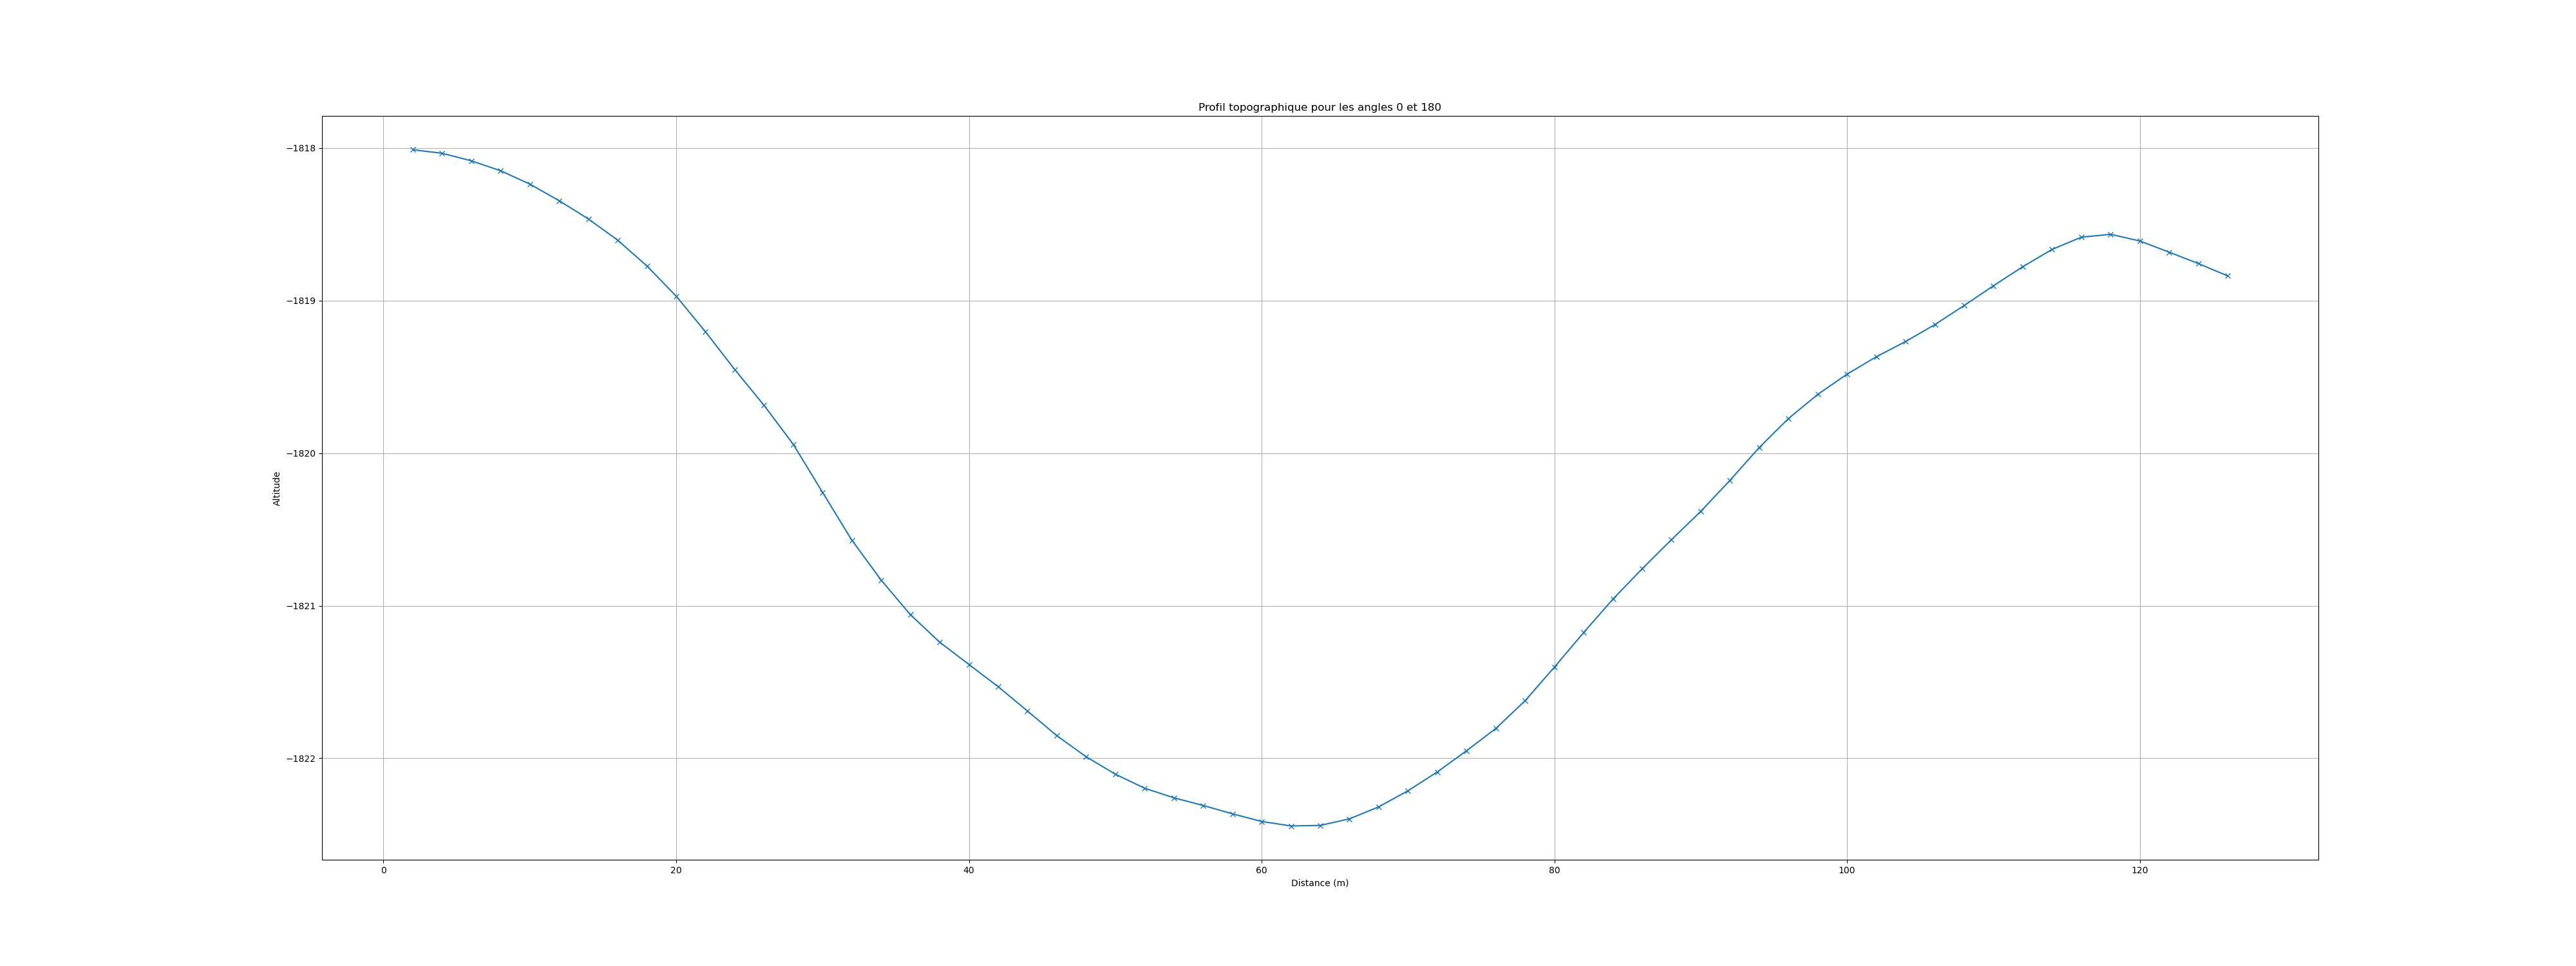 Profil topographique pour les angles 0 et 180
−1818
−1819
−1820
−1821
−1822
Altitude
0 20 40 60 80 100 120
Distance (m)